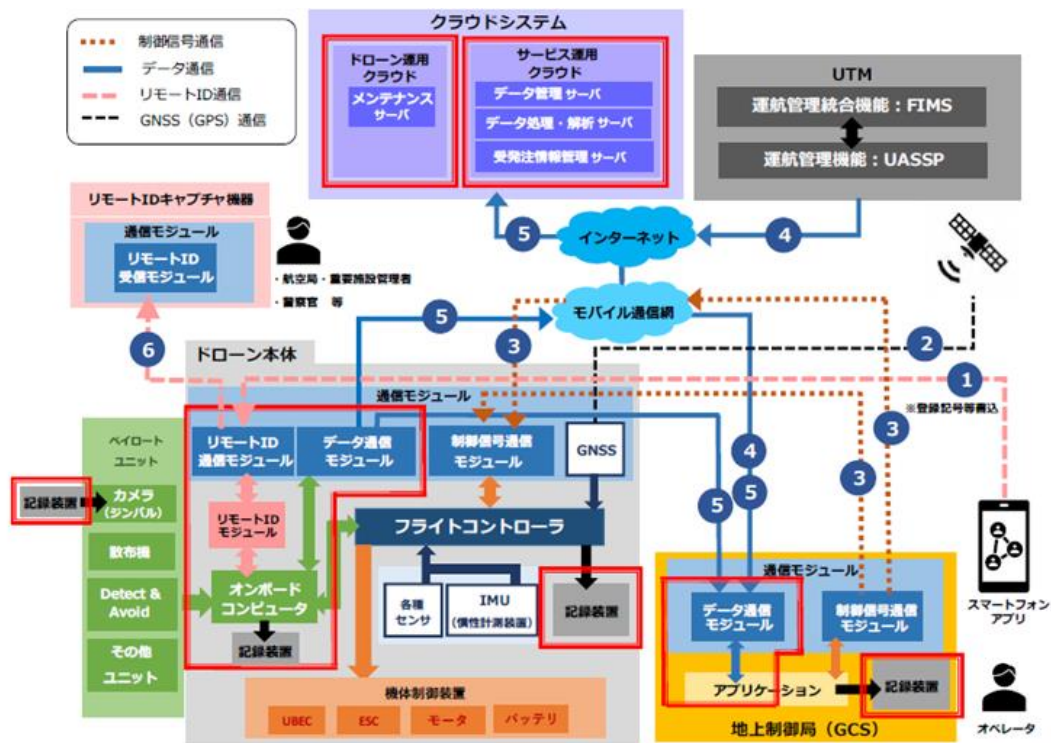 制御信号通信
データ通信
リモートID通信
GNSS（GPS）通信
クラウドシステム
ドローン運用
クラウド
メンテナンス
サーバ
サービス運用
クラウド
データ管理 サーバ
データ処理・解析 サーバ
受発注情報管理 サーバ
UTM
運航管理統合機能：FIMS
運航管理機能：UASSP
リモートIDキャプチャ機器
通信モジュール
リモートID
受信モジュール
・航空局・重要施設管理者
・警察官 等
インターネット
モバイル通信網
5
4
5
3
6
2
1
※登録記号等書込
3
3
4
5
5
ドローン本体
通信モジュール
リモートID
通信モジュール
データ通信
モジュール
制御信号通信
モジュール
GNSS
ペイロート
ユニット
記録装置
カメラ
（ジンバル）
散布機
Detect &
Avoid
その他
ユニット
リモートID
モジュール
オンボード
コンピュータ
記録装置
フライトコントローラ
各種
センサ
IMU
（慣性計測装置）
記録装置
機体制御装置
UBEC
ESC
モータ
バッテリ
通信モジュール
データ通信
モジュール
制御信号通信
モジュール
アプリケーション
記録装置
地上制御局（GCS）
スマートフォン
アプリ
オペレータ